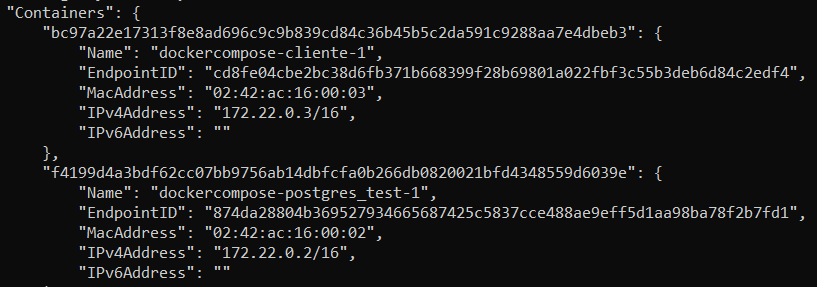 "Containers": {
"bc97a22e17313f8e8ad696c9c9b839cd84c36b45b5c2da591c9288aa7e4dbeb3": {
"Name": "dockercompose-cliente-1",
"EndpointID": "cd8fe04cbe2bc38d6fb371b668399f28b69801a022fbf3c55b3deb6d84c2edf4",
"MacAddress": "02:42:ac:16:00:03",
"IPv4Address": "172.22.0.3/16",
"IPv6Address": ""
},
"f4199d4a3bdf62cc07bb9756ab14dbfcfa0b266db0820021bfd4348559d6039e": {
"Name": "dockercompose-postgres_test-1",
"EndpointID": "874da28804b369527934665687425c5837cce488ae9eff5d1aa98ba78f2b7fd1",
"MacAddress": "02:42:ac:16:00:02",
"IPv4Address": "172.22.0.2/16",
"IPv6Address": ""